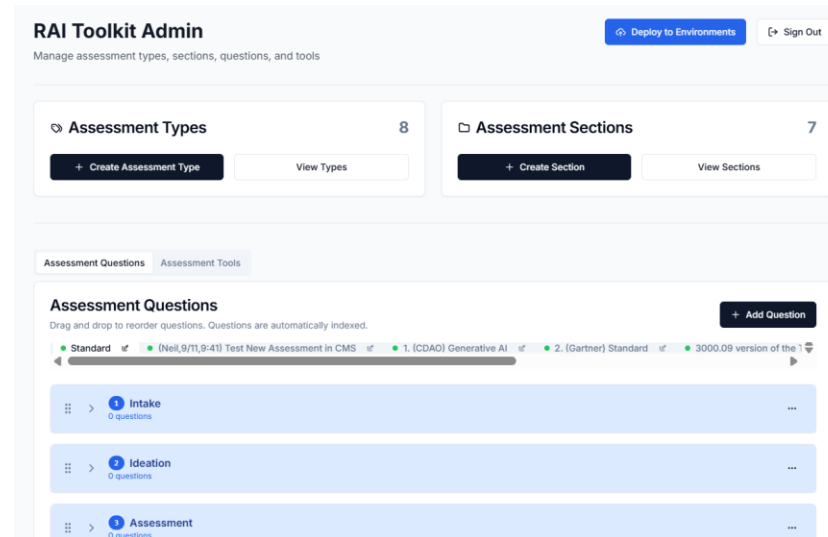 RAI Toolkit Admin
Deploy to Environments
Sign Out
Manage assessment types, sections, questions, and tools
Assessment Types 8
Assessment Sections 7
+ Create Assessment Type
View Types
+ Create Section
View Sections
Assessment Questions
Assessment Tools
Assessment Questions
+ Add Question
Drag and drop to reorder questions. Questions are automatically indexed.
Standard
(Neil,9/11,9:41) Test New Assessment in CMS
1. (CDAO) Generative AI
2. (Gartner) Standard
3000.09 version of the
1 Intake
0 questions
2 Ideation
0 questions
3 Assessment
0 questions